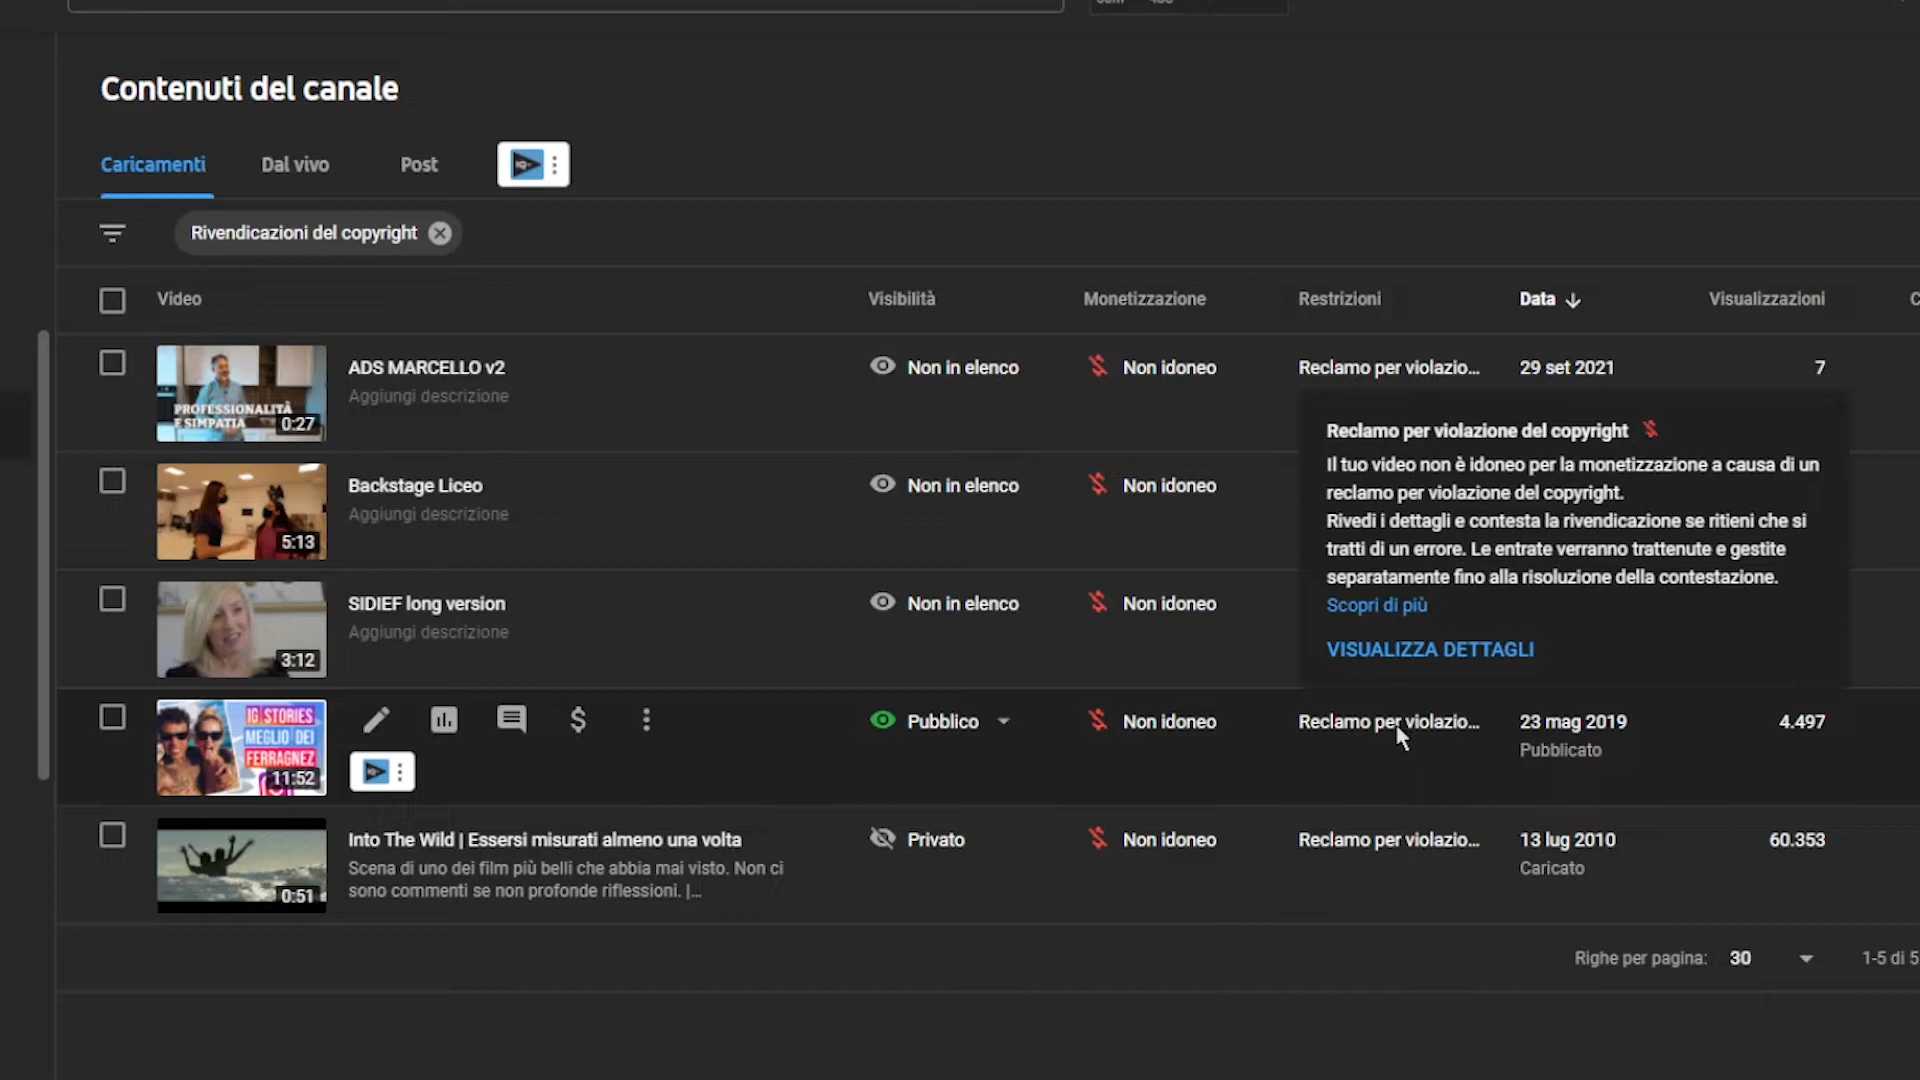 Contenuti del canale
Caricamenti Dal vivo Post
Rivendicazioni del copyright
Video Visibilità Monetizzazione Restrizioni Data Visualizzazioni
PROFESSIONALITÀ
E SIMPATIA
0:27
ADS MARCELLO v2
Aggiungi descrizione
Non in elenco Non idoneo Reclamo per violazio... 29 set 2021 7
5:13
Backstage Liceo
Aggiungi descrizione
Non in elenco Non idoneo
3:12
SIDIEF long version
Aggiungi descrizione
Non in elenco Non idoneo
Reclamo per violazione del copyright
Il tuo video non è idoneo per la monetizzazione a causa di un
reclamo per violazione del copyright.
Rivedi i dettagli e contesta la rivendicazione se ritieni che si
tratti di un errore. Le entrate verranno trattenute e gestite
separatamente fino alla risoluzione della contestazione.
Scopri di più
VISUALIZZA DETTAGLI
IG STORIES
MEGLIO DEI
FERRAGNEZ
11:52
Pubblico Non idoneo Reclamo per violazio... 23 mag 2019 4.497
Pubblicato
0:51
Into The Wild | Essersi misurati almeno una volta
Scena di uno dei film più belli che abbia mai visto. Non ci
sono commenti se non profonde riflessioni. |...
Privato Non idoneo Reclamo per violazio... 13 lug 2010 60.353
Caricato
Righe per pagina: 30 1-5 di 5